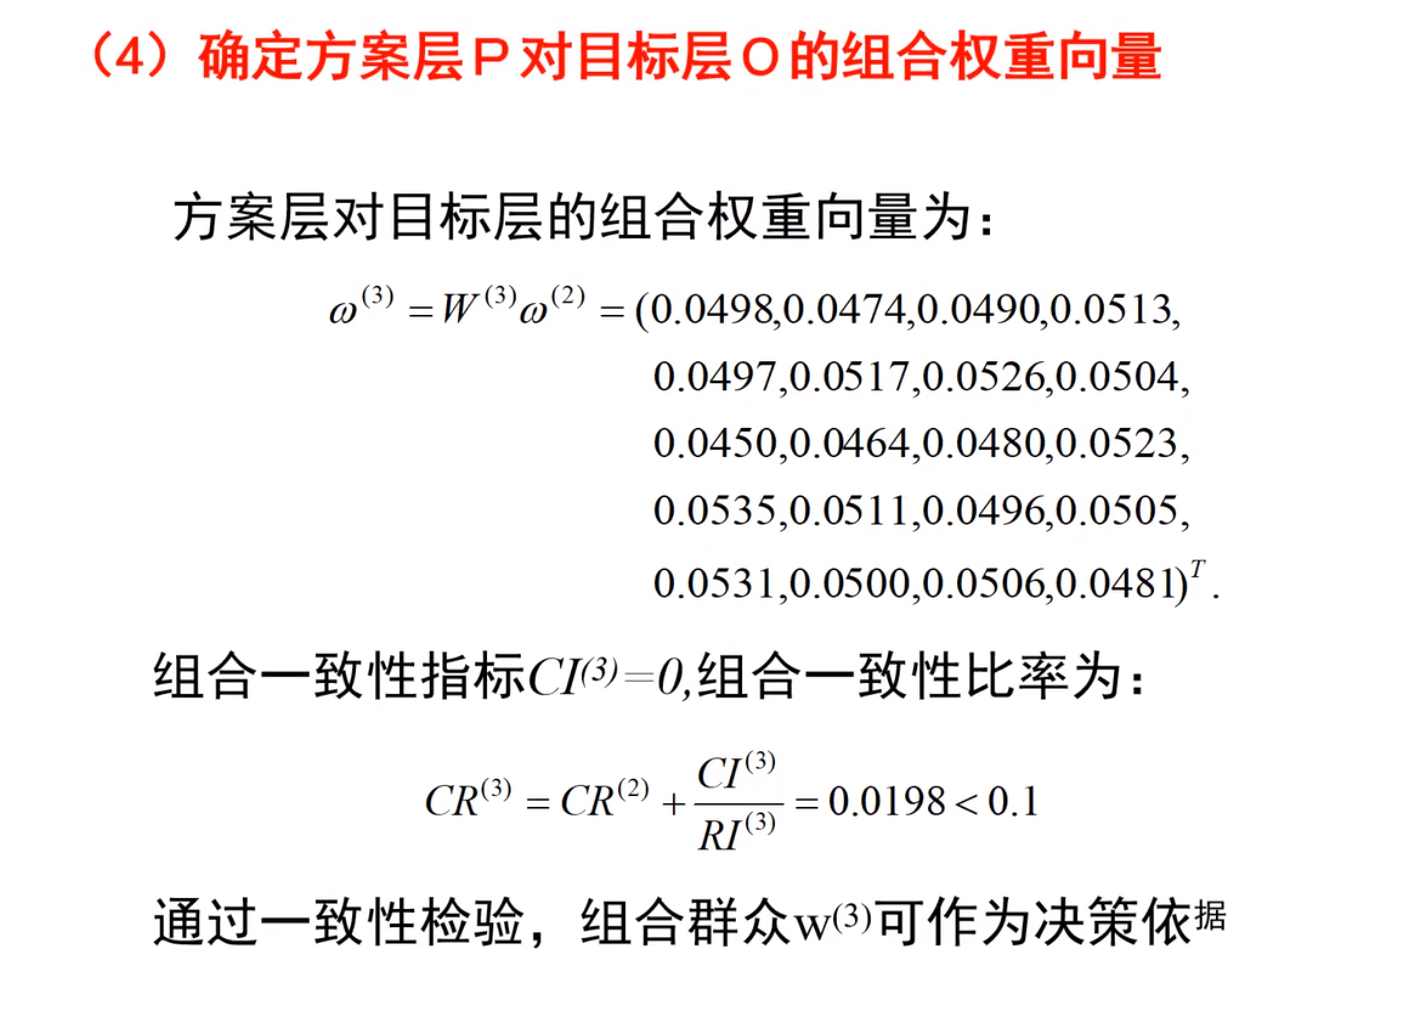 （4）确定方案层P对目标层O的组合权重向量
方案层对目标层的组合权重向量为：
ω^(3) = W^(3)ω^(2) = (0.0498,0.0474,0.0490,0.0513,
0.0497,0.0517,0.0526,0.0504,
0.0450,0.0464,0.0480,0.0523,
0.0535,0.0511,0.0496,0.0505,
0.0531,0.0500,0.0506,0.0481)^T.
组合一致性指标CI^(3)=0,组合一致性比率为：
CR^(3) = CR^(2) + CI^(3)/RI^(3) = 0.0198 < 0.1
通过一致性检验，组合群众w^(3)可作为决策依据